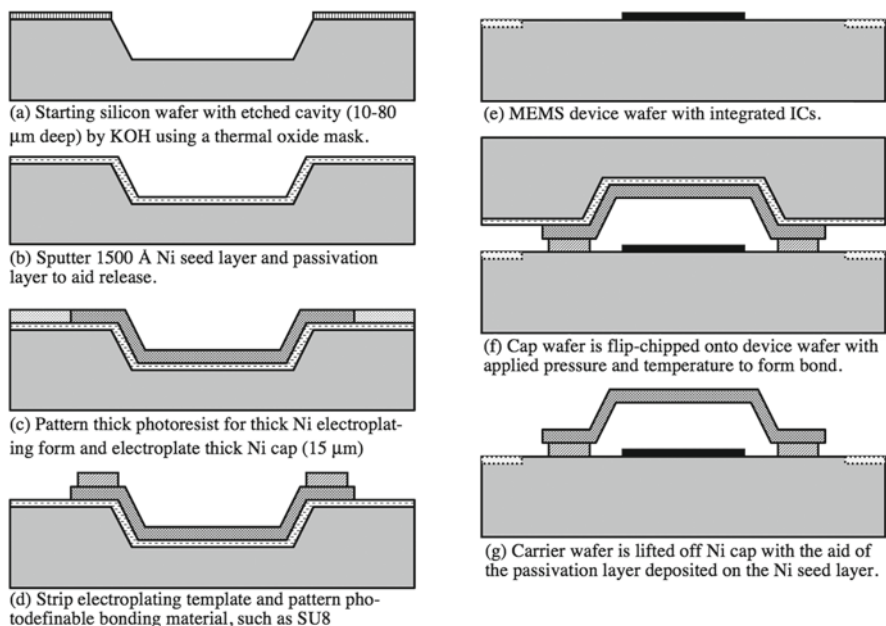 (a) Starting silicon wafer with etched cavity (10-80
μm deep) by KOH using a thermal oxide mask.
(b) Sputter 1500 Å Ni seed layer and passivation
layer to aid release.
(c) Pattern thick photoresist for thick Ni electroplat-
ing form and electroplate thick Ni cap (15 μm)
(d) Strip electroplating template and pattern pho-
todefinable bonding material, such as SU8
(e) MEMS device wafer with integrated ICs.
(f) Cap wafer is flip-chipped onto device wafer with
applied pressure and temperature to form bond.
(g) Carrier wafer is lifted off Ni cap with the aid of
the passivation layer deposited on the Ni seed layer.